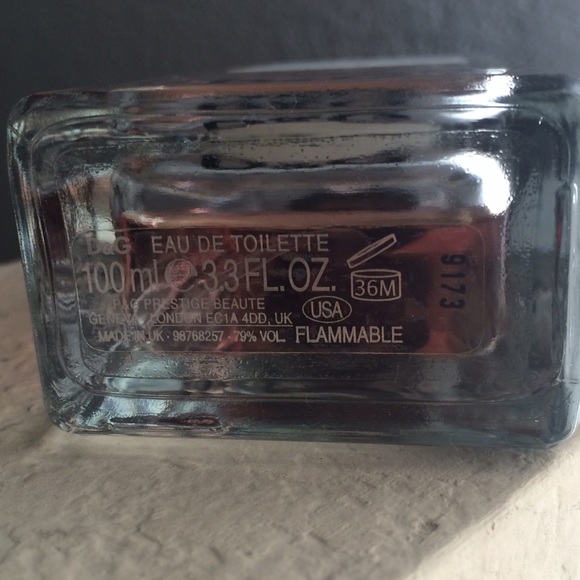 D&G EAU DE TOILETTE
100ml ℮ 3.3 FL. OZ.
P&G PRESTIGE BEAUTE
GENEVA LONDON EC1A 4DD, UK
MADE IN UK · 98768257 · 79% VOL.
36M
USA
FLAMMABLE
9173